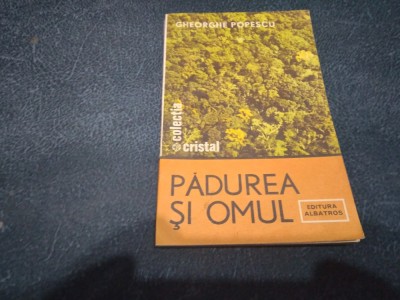 GHEORGHE POPESCU
colecția
cristal
PĂDUREA
ȘI OMUL
EDITURA
ALBATROS